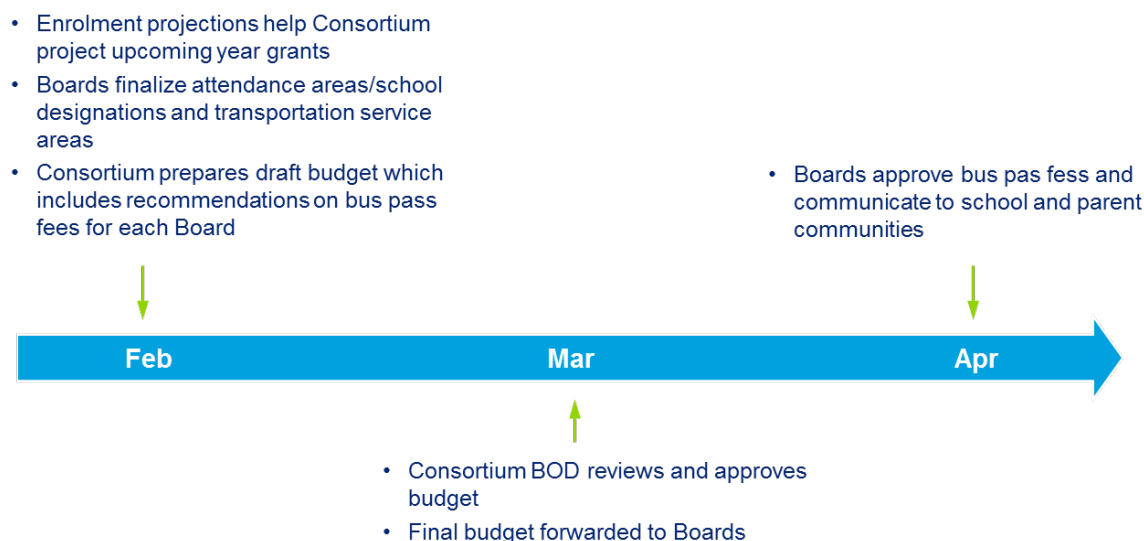 • Enrolment projections help Consortium
project upcoming year grants
• Boards finalize attendance areas/school
designations and transportation service
areas
• Consortium prepares draft budget which
includes recommendations on bus pass
fees for each Board
• Boards approve bus pas fess and
communicate to school and parent
communities
Feb Mar Apr
• Consortium BOD reviews and approves
budget
• Final budget forwarded to Boards